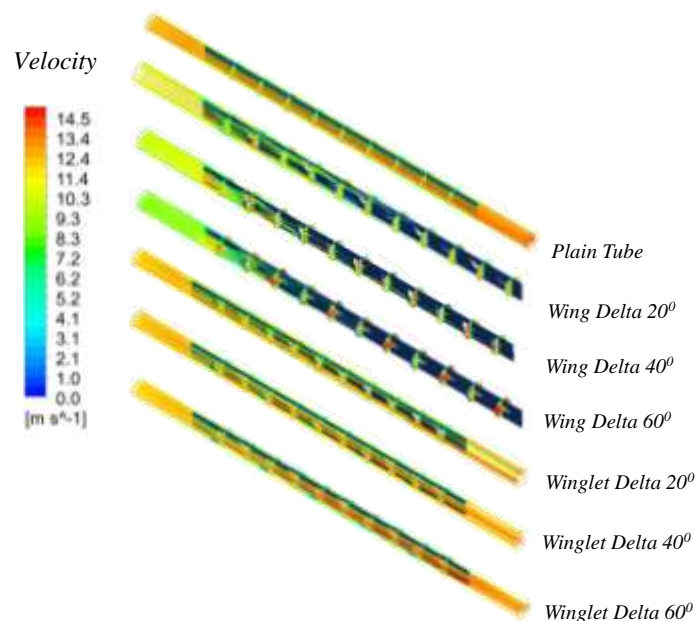 Velocity
14.5
13.4
12.4
11.4
10.3
9.3
8.3
7.2
6.2
5.2
4.1
3.1
2.1
1.0
0.0
[m s^-1]
Plain Tube
Wing Delta 20⁰
Wing Delta 40⁰
Wing Delta 60⁰
Winglet Delta 20⁰
Winglet Delta 40⁰
Winglet Delta 60⁰